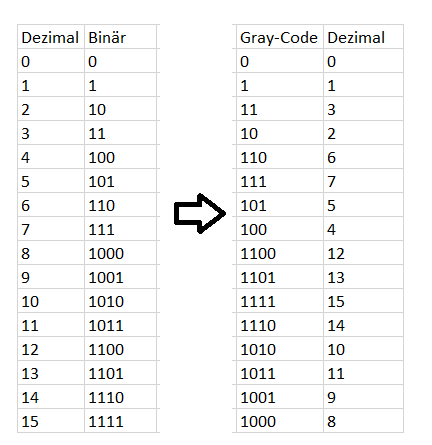 Dezimal Binär Gray-Code Dezimal
0 0 0 0
1 1 1 1
2 10 11 3
3 11 10 2
4 100 110 6
5 101 111 7
6 110 101 5
7 111 100 4
8 1000 1100 12
9 1001 1101 13
10 1010 1111 15
11 1011 1110 14
12 1100 1010 10
13 1101 1011 11
14 1110 1001 9
15 1111 1000 8